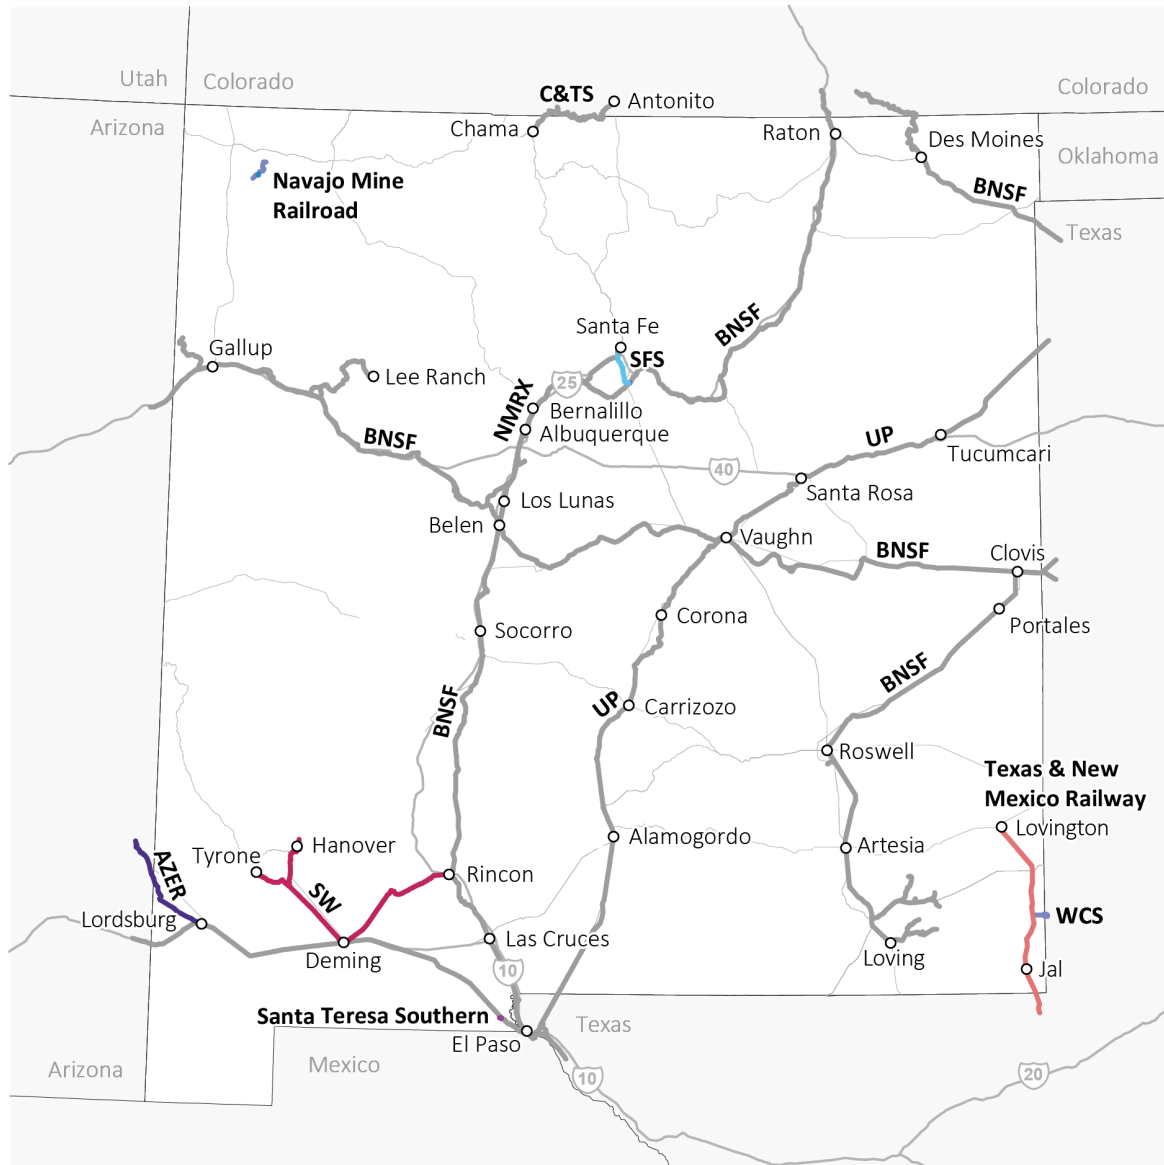 Utah
Colorado
C&TS
Antonito
Colorado
Arizona
Chama
Raton
Des Moines
Oklahoma
Navajo Mine
Railroad
BNSF
Texas
BNSF
Santa Fe
Gallup
SFS
Lee Ranch
25
NMRX
Bernalillo
Albuquerque
BNSF
UP
Tucumcari
40
Santa Rosa
Los Lunas
Belen
Vaughn
BNSF
Clovis
Corona
Portales
Socorro
BNSF
BNSF
UP
Carrizozo
Roswell
Texas & New
Mexico Railway
Lovington
Alamogordo
Artesia
Hanover
Tyrone
AZER
SW
Rincon
Lordsburg
WCS
Las Cruces
Deming
Loving
10
Jal
Santa Teresa Southern
Texas
El Paso
Arizona
Mexico
10
20